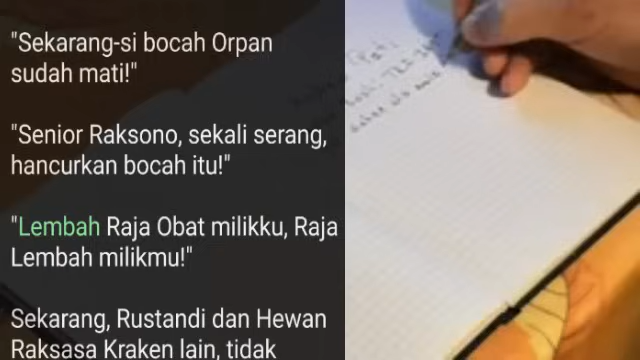 "Sekarang-si bocah Orpan
sudah mati!"
"Senior Raksono, sekali serang,
hancurkan bocah itu!"
"Lembah Raja Obat milikku, Raja
Lembah milikmu!"
Sekarang, Rustandi dan Hewan
Raksasa Kraken lain, tidak